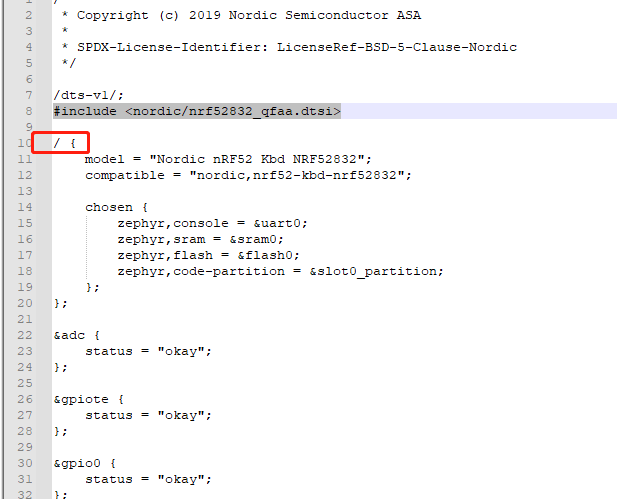 1 /
2 * Copyright (c) 2019 Nordic Semiconductor ASA
3 *
4 * SPDX-License-Identifier: LicenseRef-BSD-5-Clause-Nordic
5 */
6
7 /dts-v1/;
8 #include <nordic/nrf52832_qfaa.dtsi>
9
10 / {
11 model = "Nordic nRF52 Kbd NRF52832";
12 compatible = "nordic,nrf52-kbd-nrf52832";
13
14 chosen {
15 zephyr,console = &uart0;
16 zephyr,sram = &sram0;
17 zephyr,flash = &flash0;
18 zephyr,code-partition = &slot0_partition;
19 };
20 };
21
22 &adc {
23 status = "okay";
24 };
25
26 &gpiote {
27 status = "okay";
28 };
29
30 &gpio0 {
31 status = "okay";
32 };